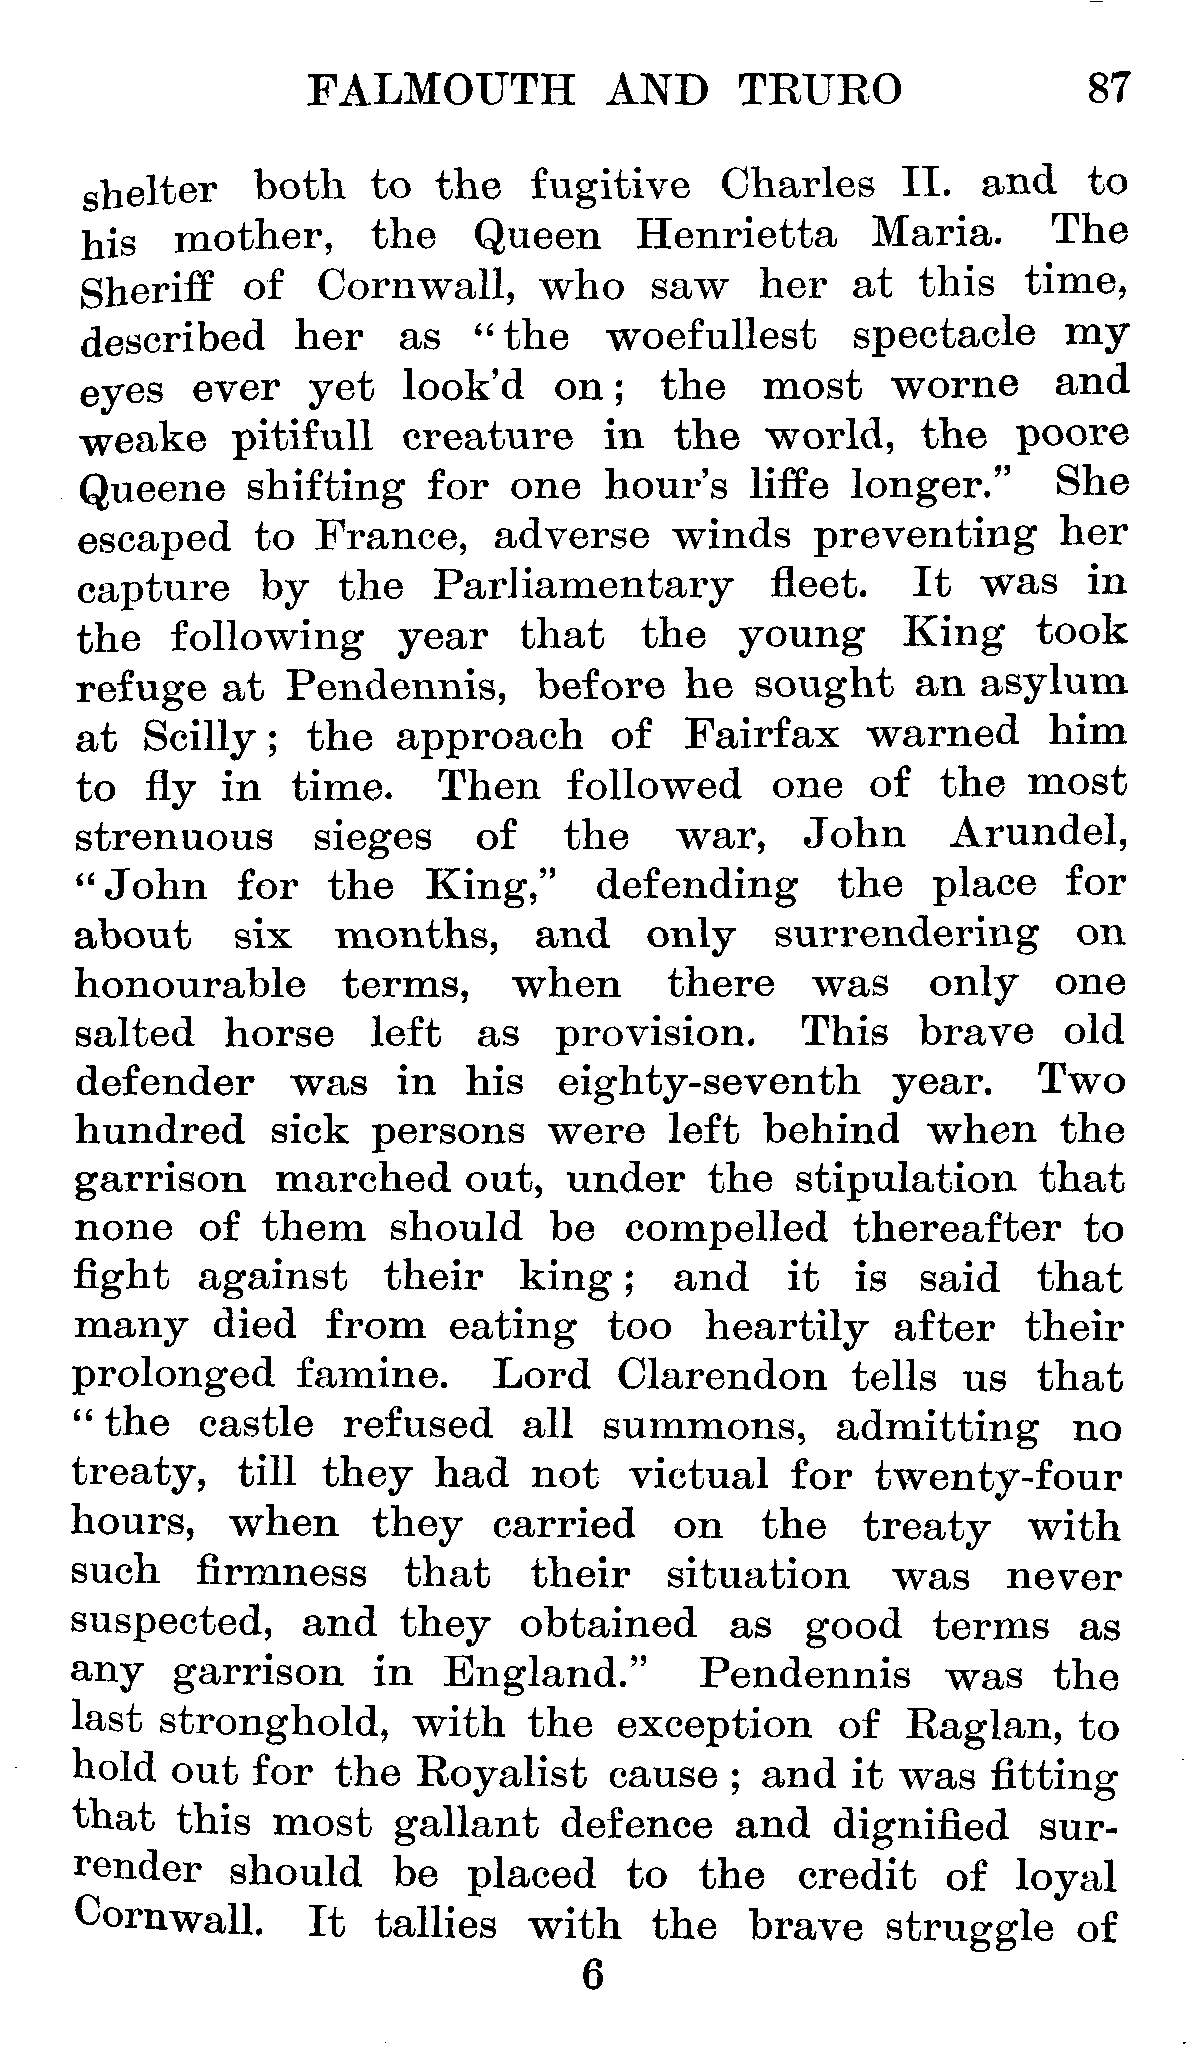 FALMOUTH AND TRURO 87
shelter both to the fugitive Charles II. and to
his mother, the Queen Henrietta Maria. The
Sheriff of Cornwall, who saw her at this time,
described her as “the woefullest spectacle my
eyes ever yet look’d on; the most worne and
weake pitifull creature in the world, the poore
Queene shifting for one hour’s liffe longer.” She
escaped to France, adverse winds preventing her
capture by the Parliamentary fleet. It was in
the following year that the young King took
refuge at Pendennis, before he sought an asylum
at Scilly; the approach of Fairfax warned him
to fly in time. Then followed one of the most
strenuous sieges of the war, John Arundel,
“John for the King,” defending the place for
about six months, and only surrendering on
honourable terms, when there was only one
salted horse left as provision. This brave old
defender was in his eighty-seventh year. Two
hundred sick persons were left behind when the
garrison marched out, under the stipulation that
none of them should be compelled thereafter to
fight against their king; and it is said that
many died from eating too heartily after their
prolonged famine. Lord Clarendon tells us that
“the castle refused all summons, admitting no
treaty, till they had not victual for twenty-four
hours, when they carried on the treaty with
such firmness that their situation was never
suspected, and they obtained as good terms as
any garrison in England.” Pendennis was the
last stronghold, with the exception of Raglan, to
hold out for the Royalist cause; and it was fitting
that this most gallant defence and dignified sur-
render should be placed to the credit of loyal
Cornwall. It tallies with the brave struggle of
6